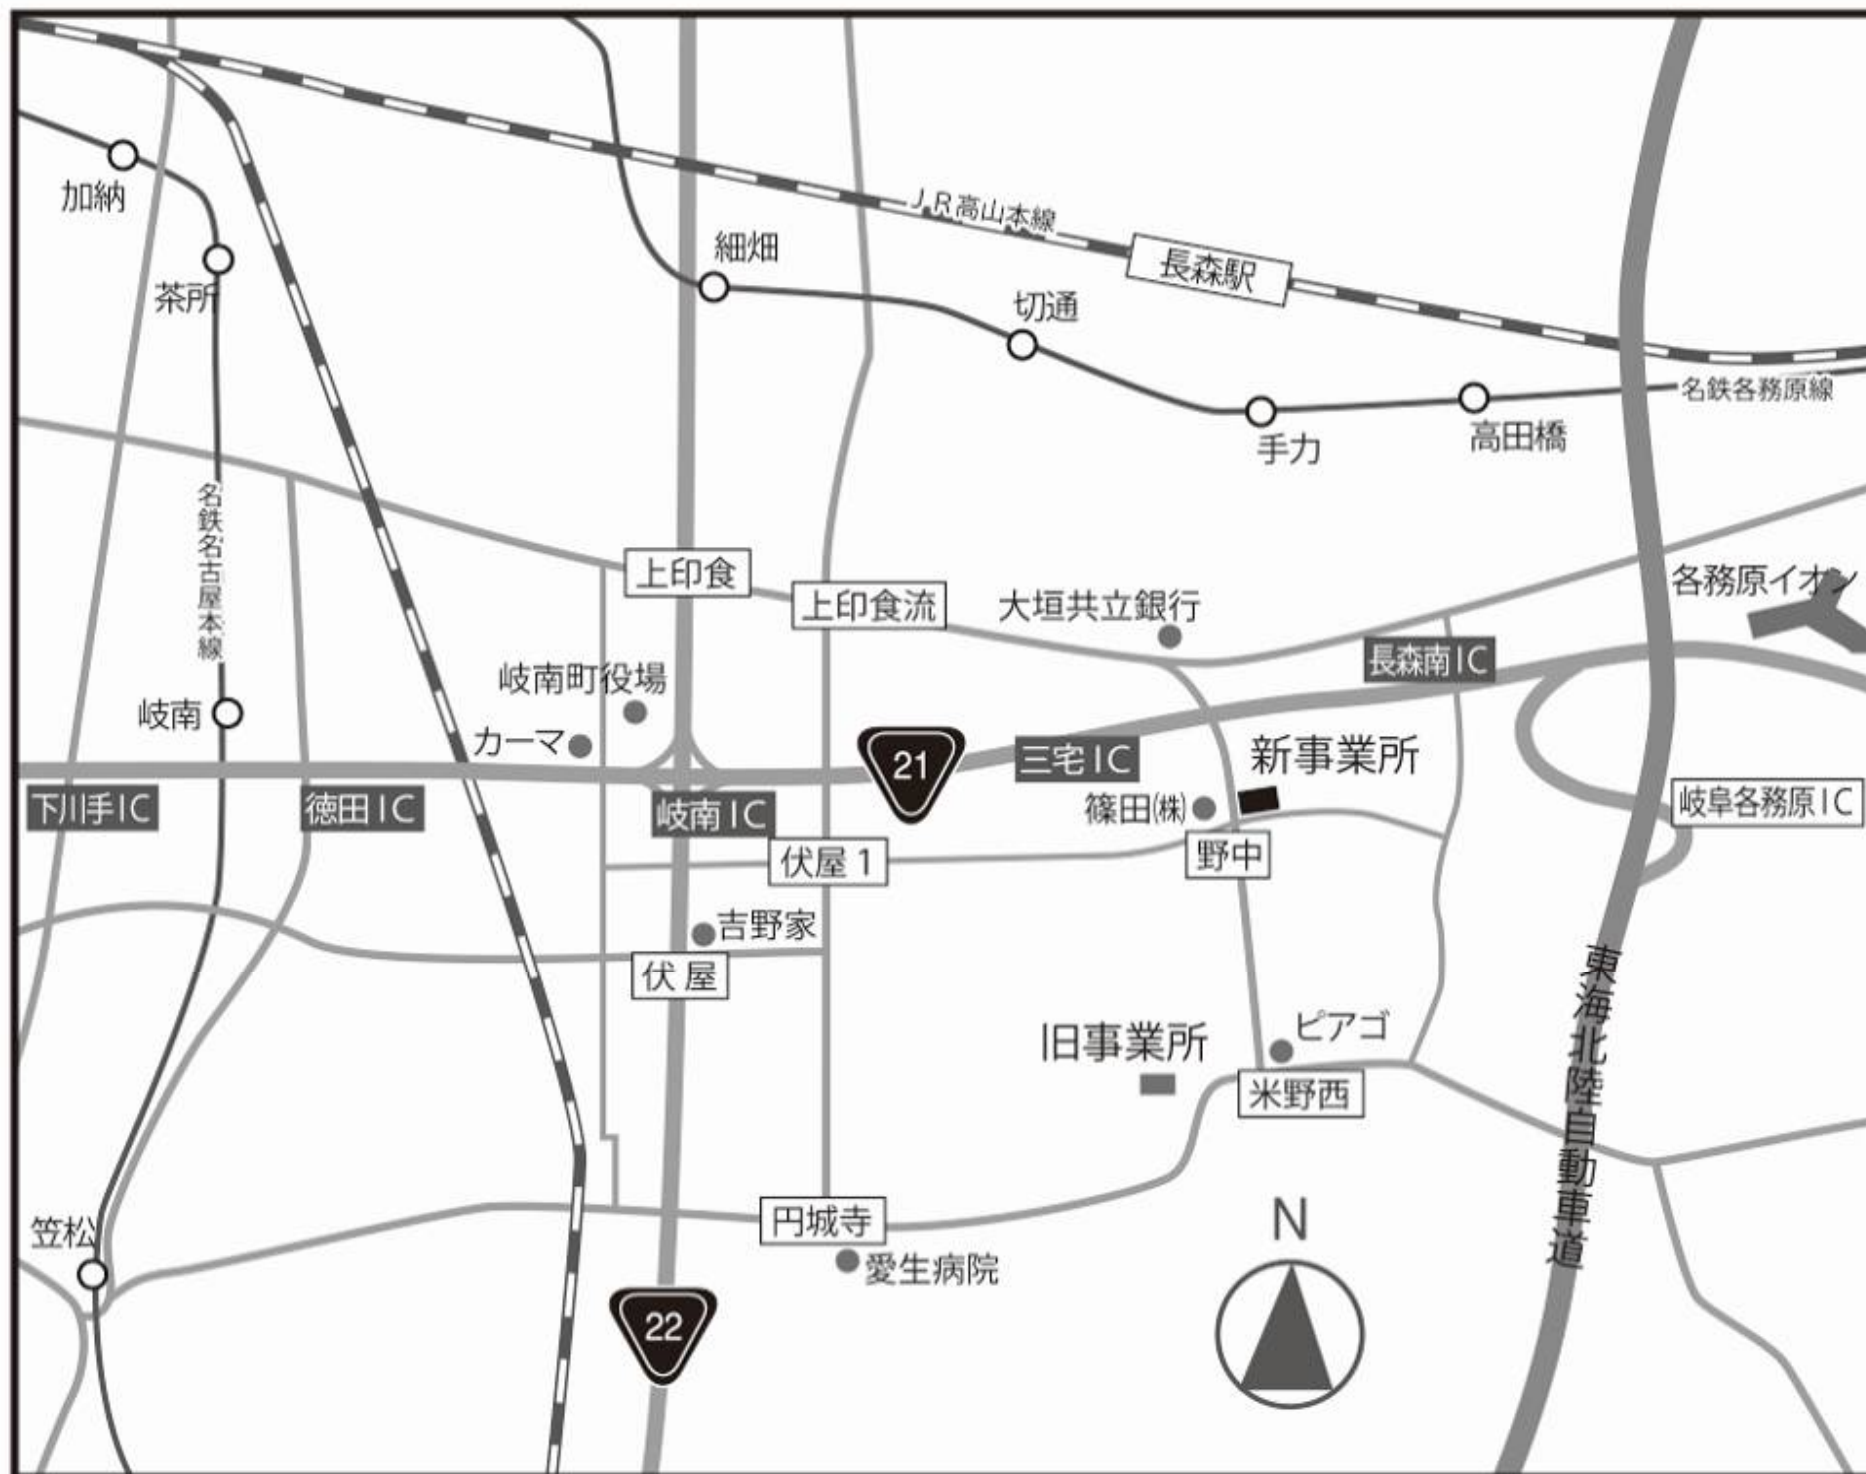 加納
茶所
細畑
JR高山本線
長森駅
切通
手力
高田橋
名鉄各務原線
名鉄名古屋本線
上印食
上印食流
大垣共立銀行
各務原イオン
長森南IC
岐南町役場
カーマ
岐南
21
三宅IC
新事業所
下川手IC
徳田IC
岐南IC
篠田㈱
岐阜各務原IC
伏屋1
野中
吉野家
伏屋
東海北陸自動車道
旧事業所
ピアゴ
米野西
笠松
円城寺
愛生病院
N
22